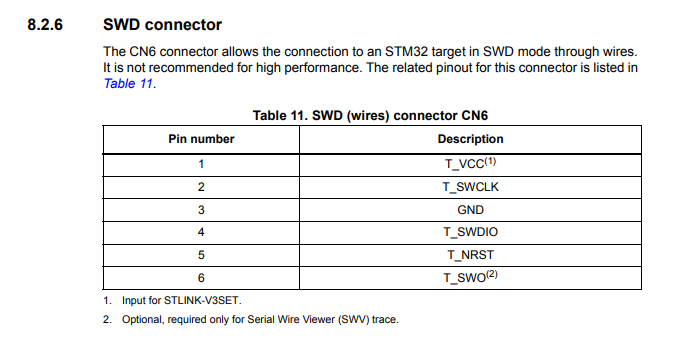 8.2.6 SWD connector
The CN6 connector allows the connection to an STM32 target in SWD mode through wires.
It is not recommended for high performance. The related pinout for this connector is listed in
Table 11.
Table 11. SWD (wires) connector CN6
Pin number Description
1 T_VCC(1)
2 T_SWCLK
3 GND
4 T_SWDIO
5 T_NRST
6 T_SWO(2)
1. Input for STLINK-V3SET.
2. Optional, required only for Serial Wire Viewer (SWV) trace.